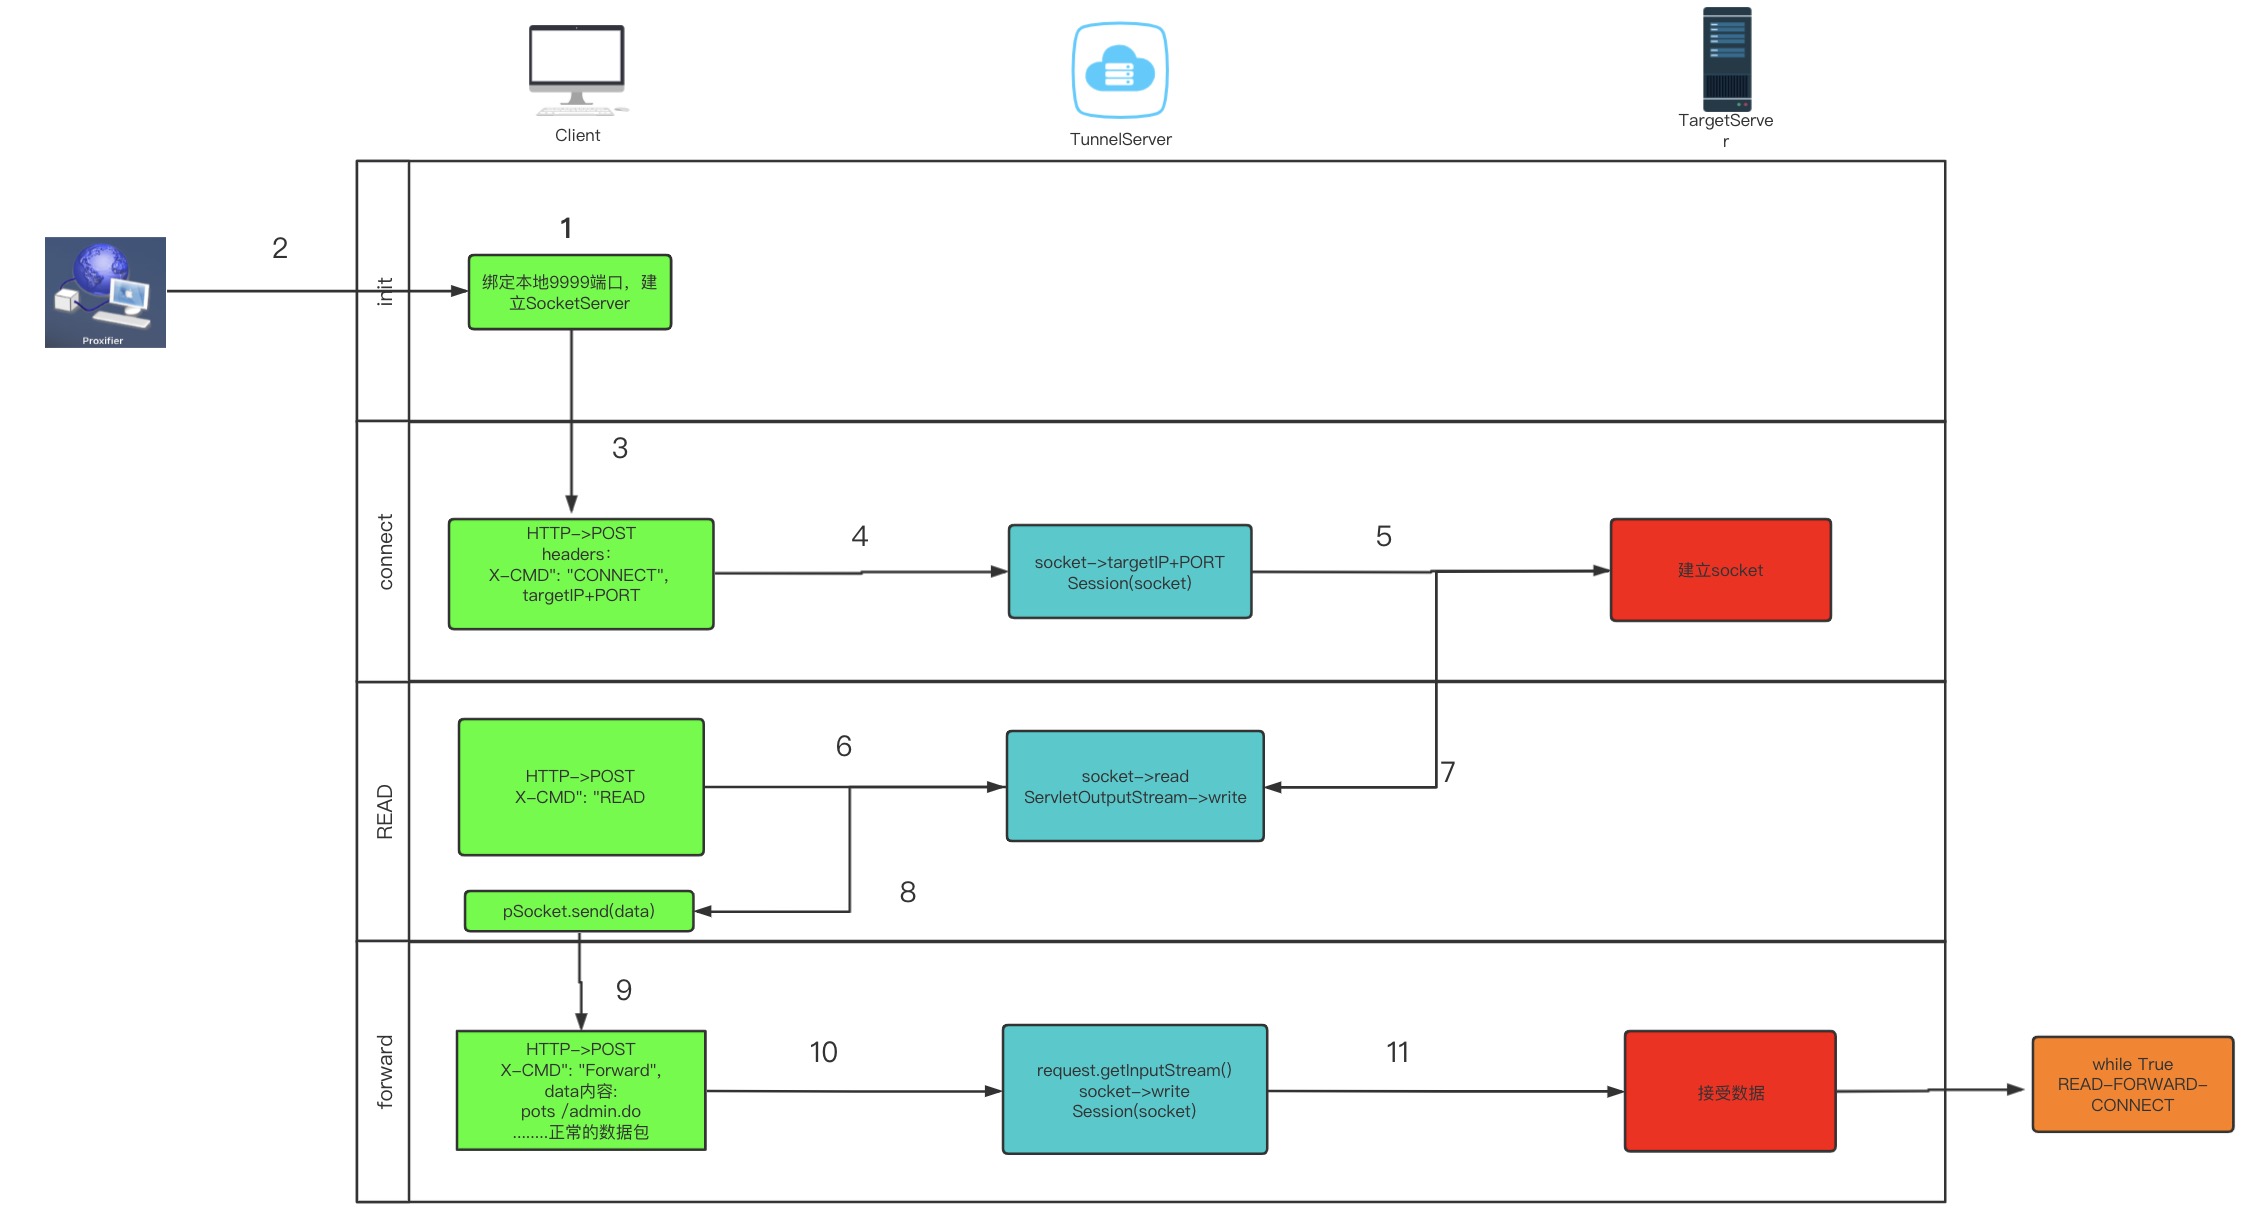 Client
TunnelServer
TargetServe
r
init
1
2
Proxifier
绑定本地9999端口，建
立SocketServer
connect
3
HTTP->POST
headers：
X-CMD": "CONNECT",
targetIP+PORT
4
socket->targetIP+PORT
Session(socket)
5
建立socket
READ
HTTP->POST
X-CMD": "READ
6
socket->read
ServletOutputStream->write
7
8
pSocket.send(data)
forward
9
HTTP->POST
X-CMD": "Forward",
data内容:
pots /admin.do
........正常的数据包
10
request.getInputStream()
socket->write
Session(socket)
11
接受数据
while True
READ-FORWARD-
CONNECT